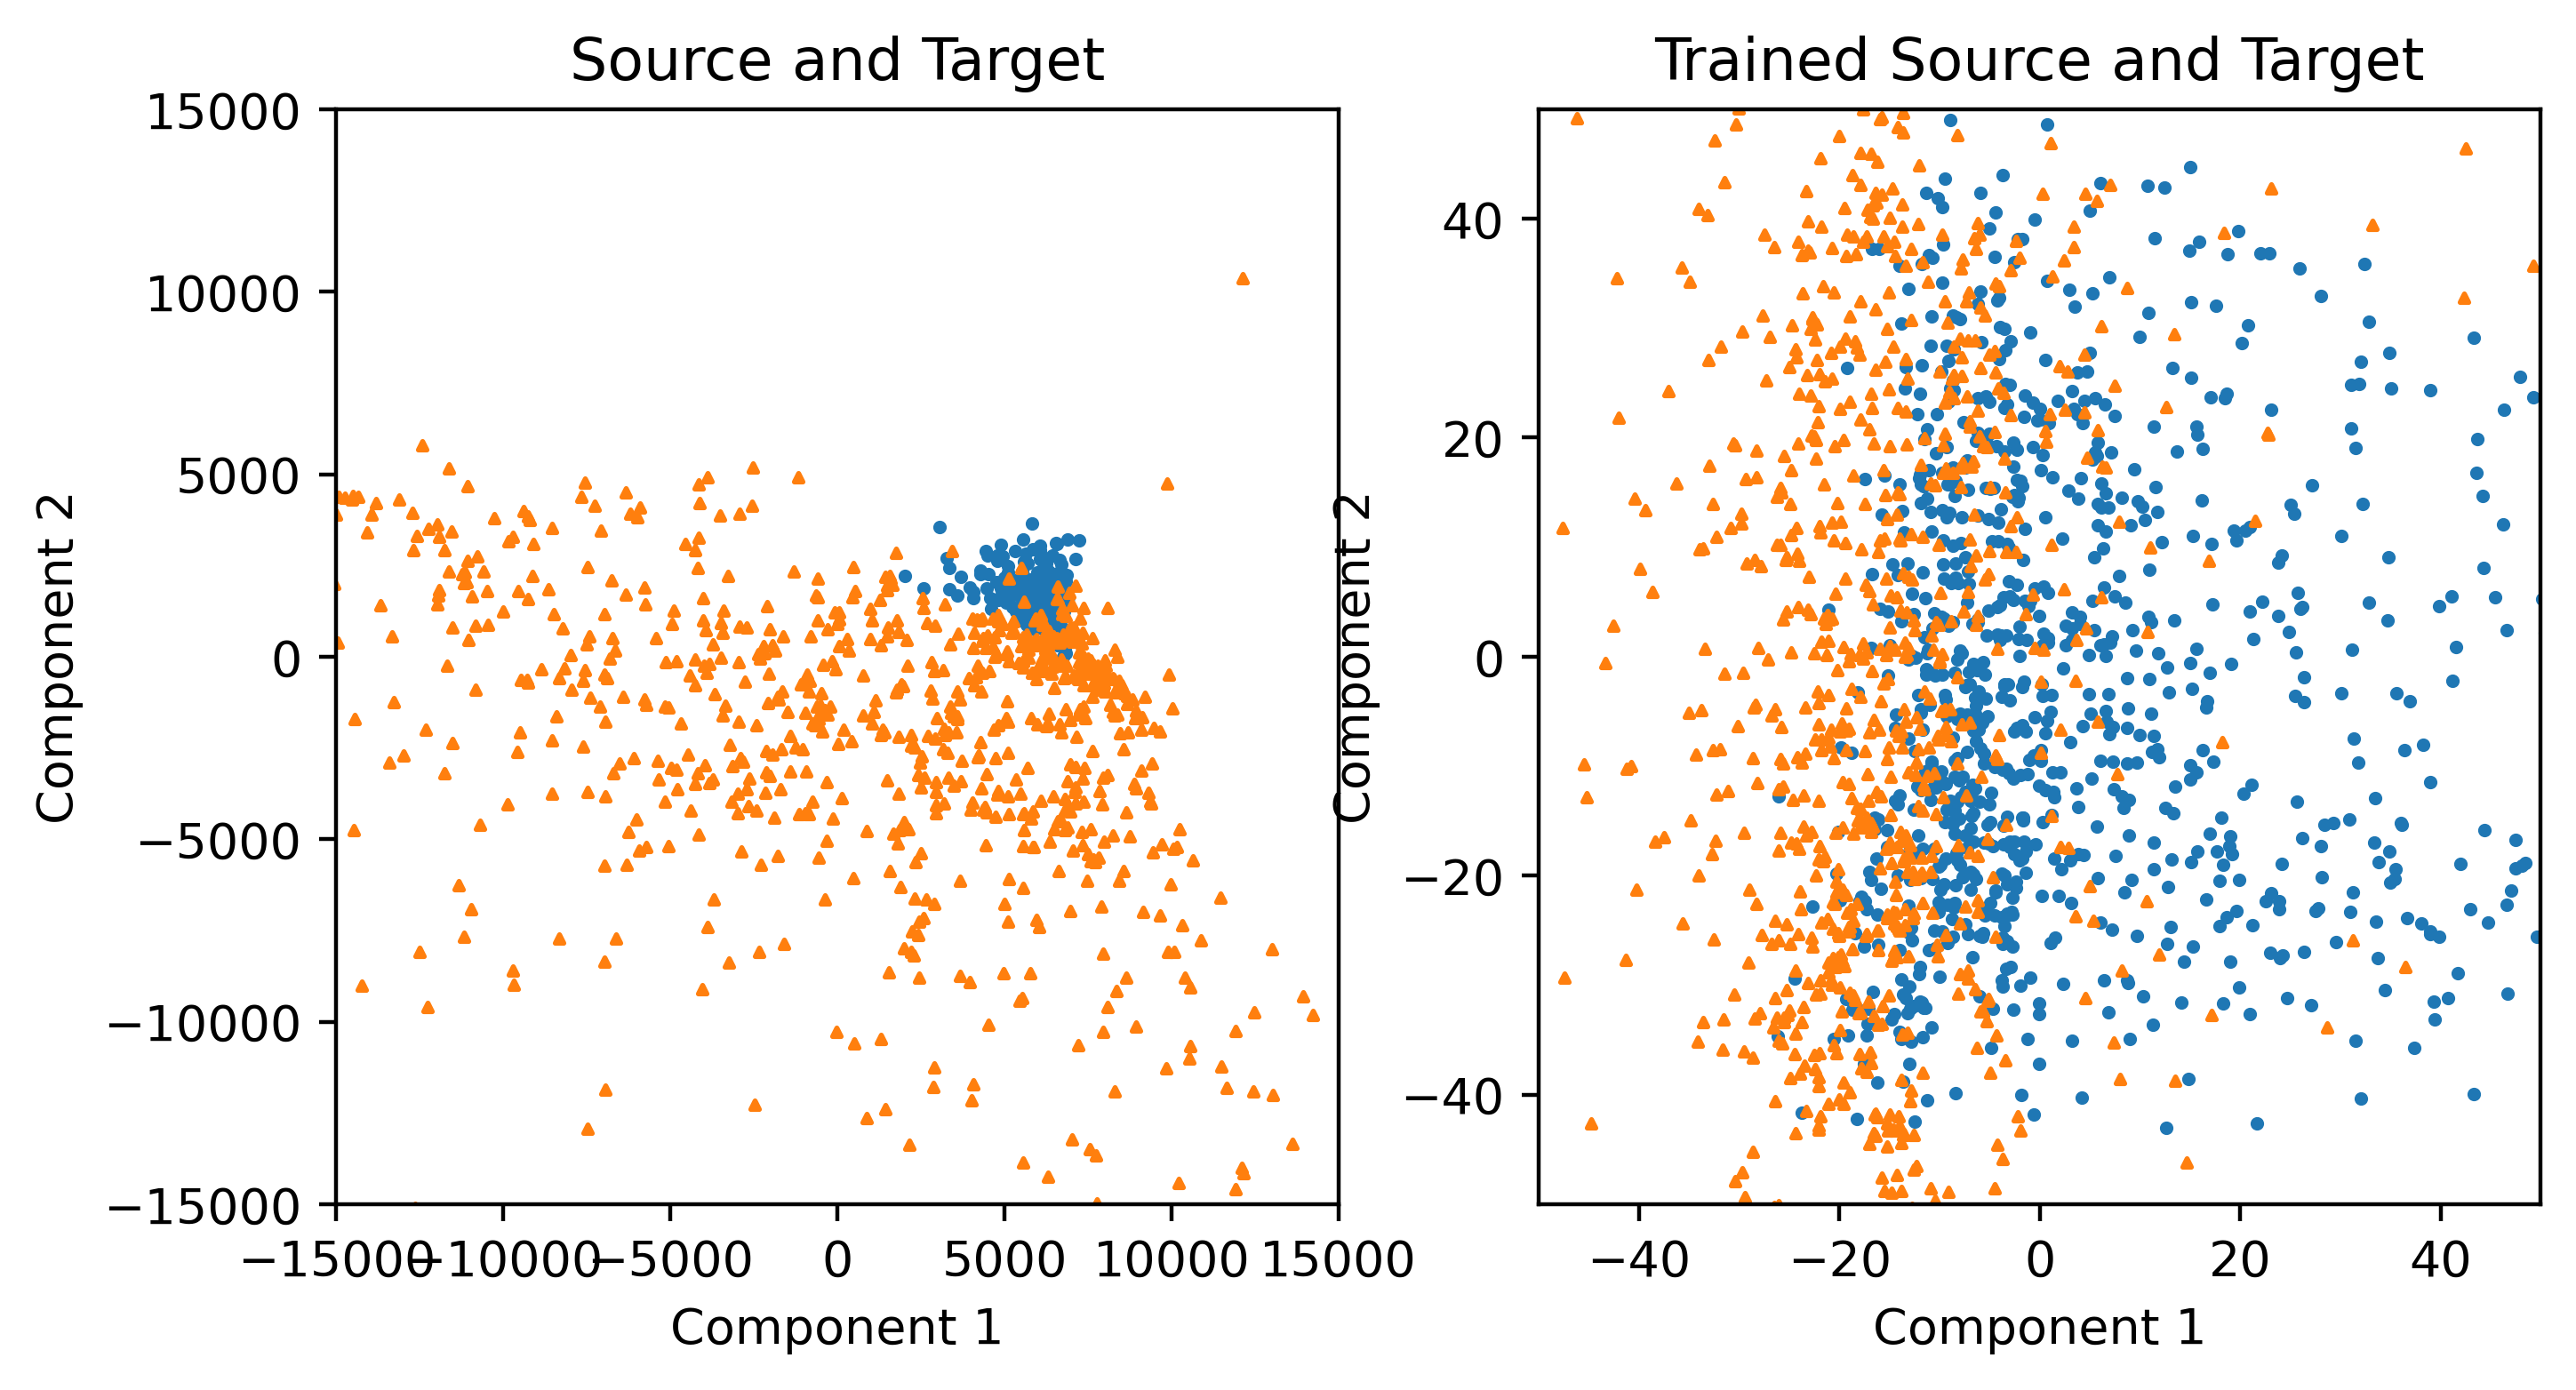 Source and Target
15000
10000
5000
0
−5000
−10000
−15000
Component 2
−15000 −10000 −5000 0 5000 10000 15000
Component 1
Trained Source and Target
40
20
0
−20
−40
Component 2
−40 −20 0 20 40
Component 1